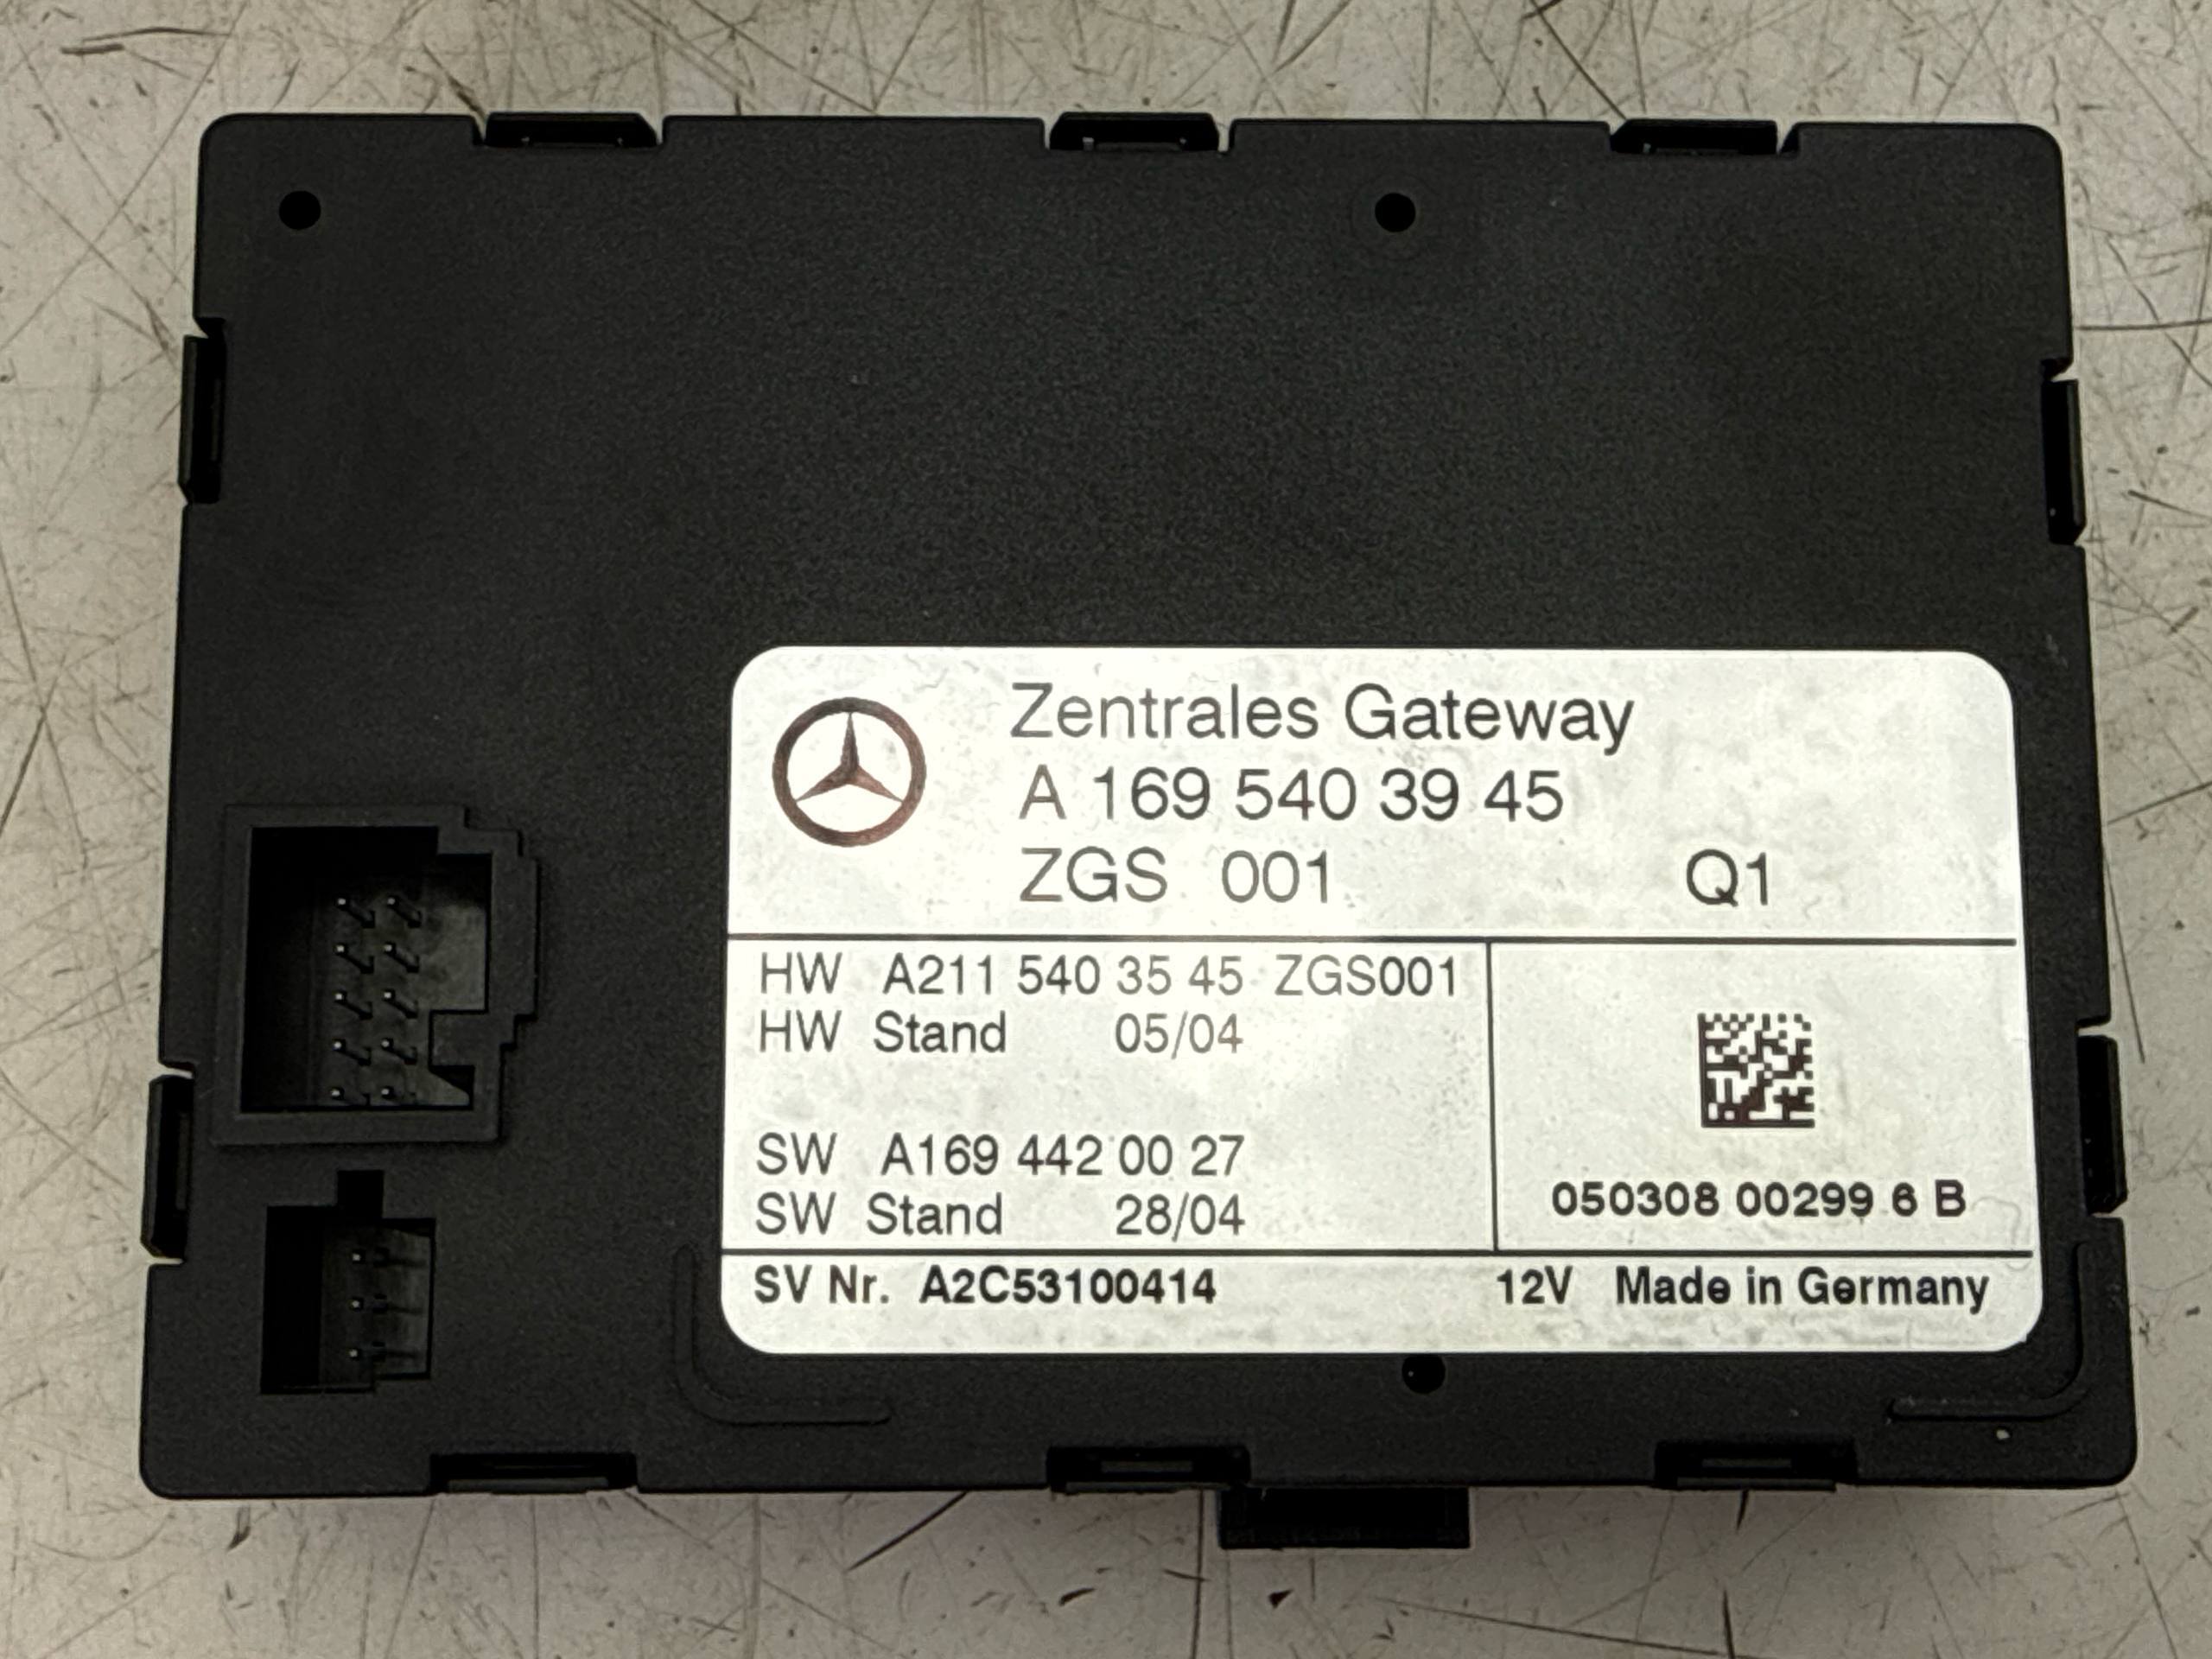 Zentrales Gateway
A 169 540 39 45
ZGS 001 Q1
HW A211 540 35 45 ZGS001
HW Stand 05/04
SW A169 442 00 27
SW Stand 28/04
050308 00299 6 B
SV Nr. A2C53100414 12V Made in Germany